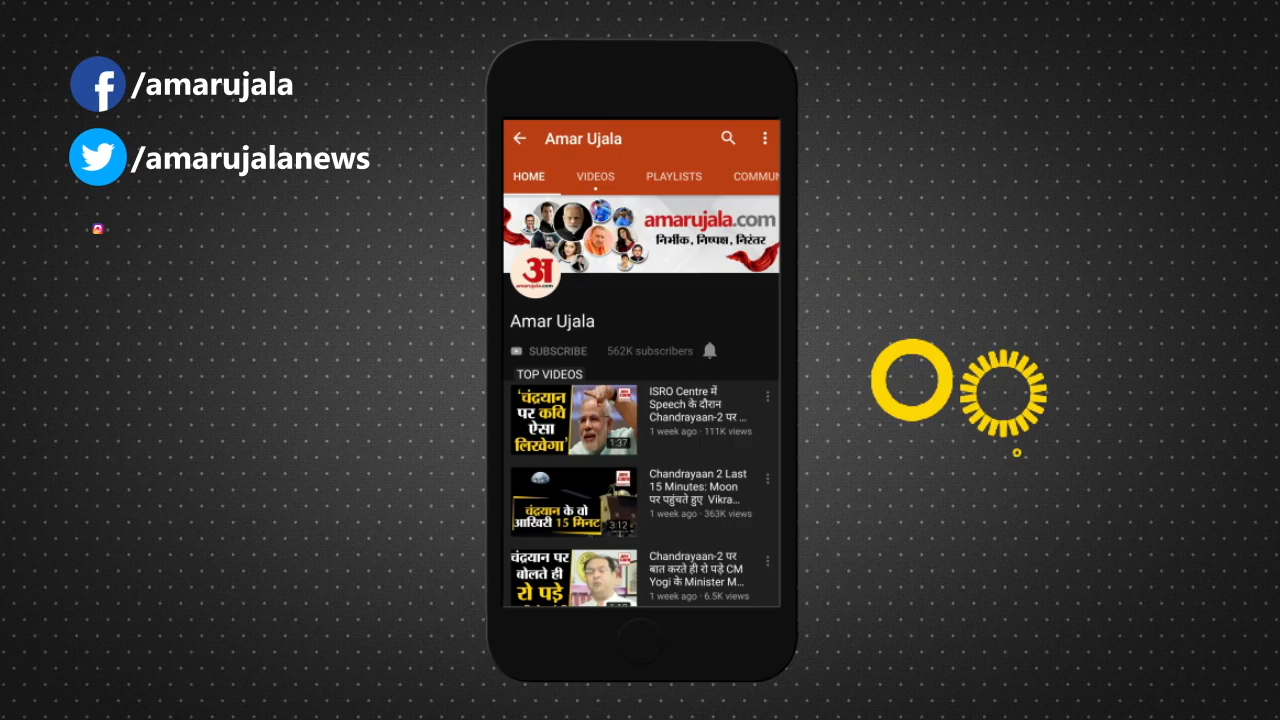 /amarujala
/amarujalanews
Amar Ujala
HOME VIDEOS PLAYLISTS COMMUN
amarujala.com
निर्भीक, निष्पक्ष, निरंतर
अ
amarujala.com
Amar Ujala
SUBSCRIBE 562K subscribers
TOP VIDEOS
'चंद्रयान
पर कवि
ऐसा
लिखेगा'
1:37
ISRO Centre में
Speech के दौरान
Chandrayaan-2 पर ...
1 week ago · 111K views
चंद्रयान के वो
आखिरी 15 मिनट
3:12
Chandrayaan 2 Last
15 Minutes: Moon
पर पहुंचते हुए Vikra...
1 week ago · 363K views
चंद्रयान पर
बोलते ही
रो पड़े
Chandrayaan-2 पर
बात करते ही रो पड़े CM
Yogi के Minister M...
1 week ago · 6.5K views